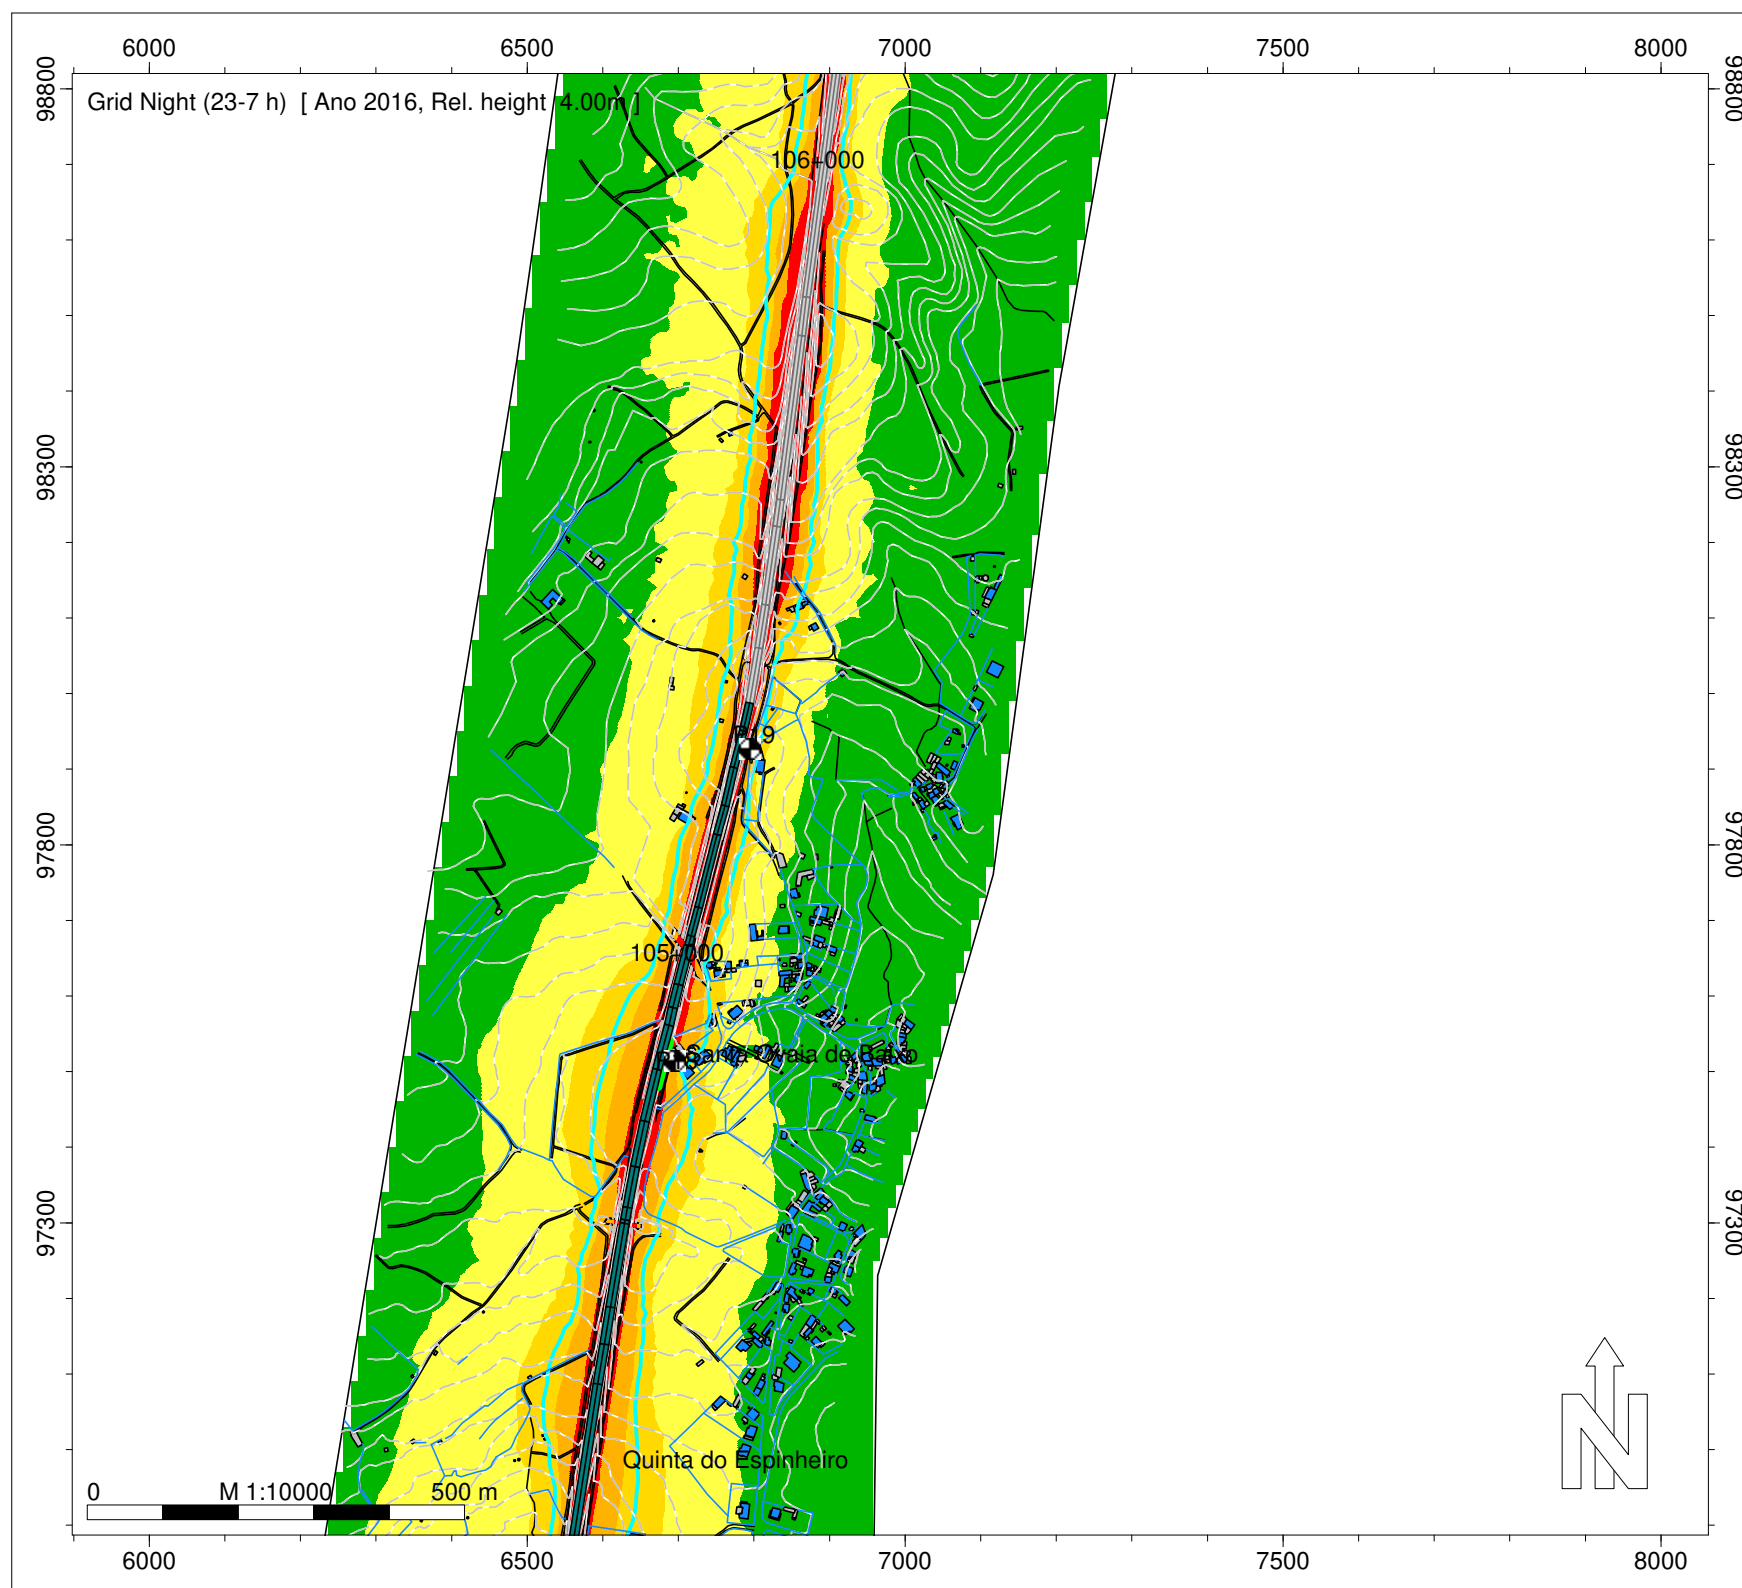 6000 6500 7000 7500 8000
98800 98800
Grid Night (23-7 h) [ Ano 2016, Rel. height 4.00m ]
106+000
98300 98300
97800 97800
105+000
Santa Ovaia de Baixo
97300 97300
Quinta do Espinheiro
0 M 1:10000 500 m
N
6000 6500 7000 7500 8000